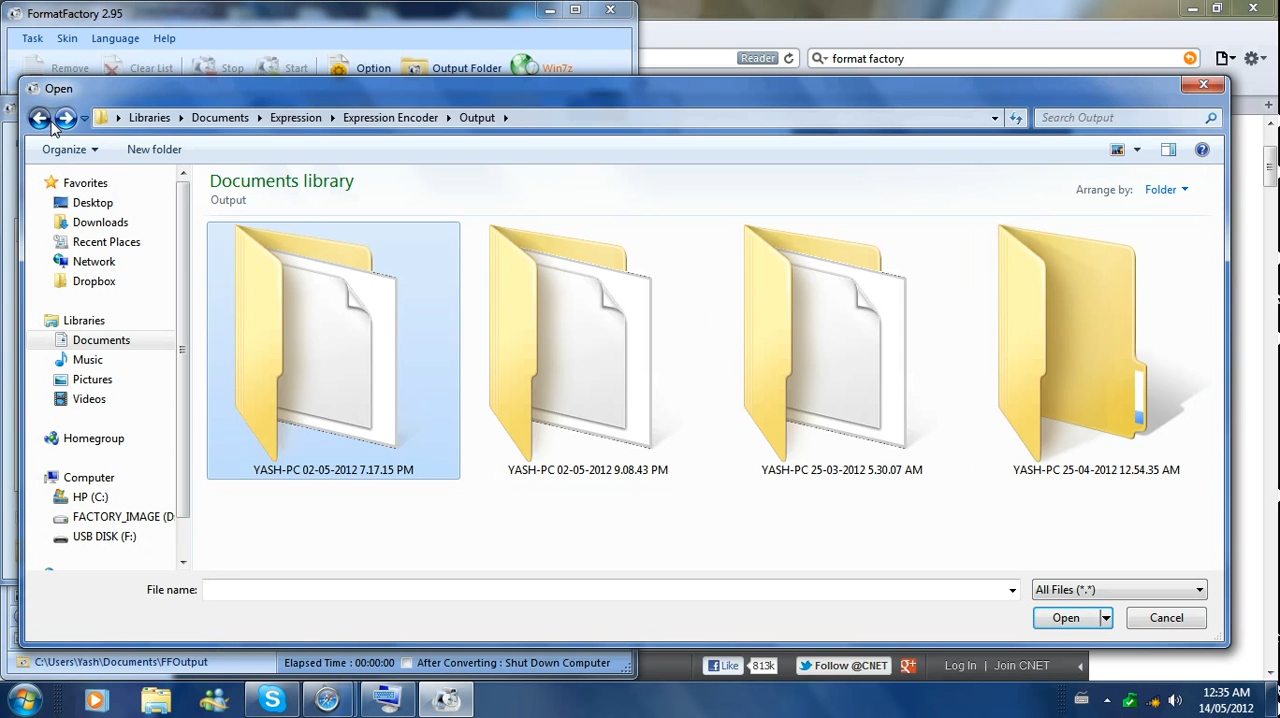 FormatFactory 2.95
Task Skin Language Help
Remove Clear List Stop Start Option Output Folder Win7z
Reader format factory
Open
Libraries Documents Expression Expression Encoder Output Search Output
Organize New folder
Favorites
Desktop
Downloads
Recent Places
Network
Dropbox
Libraries
Documents
Music
Pictures
Videos
Homegroup
Computer
HP (C:)
FACTORY_IMAGE (D:
USB DISK (F:)
Documents library
Output
Arrange by: Folder
YASH-PC 02-05-2012 7.17.15 PM
YASH-PC 02-05-2012 9.08.43 PM
YASH-PC 25-03-2012 5.30.07 AM
YASH-PC 25-04-2012 12.54.35 AM
File name: All Files (*.*)
Open Cancel
C:\Users\Yash\Documents\FFOutput Elapsed Time : 00:00:00 After Converting : Shut Down Computer
Like 813k Follow @CNET Log In | Join CNET
12:35 AM
14/05/2012